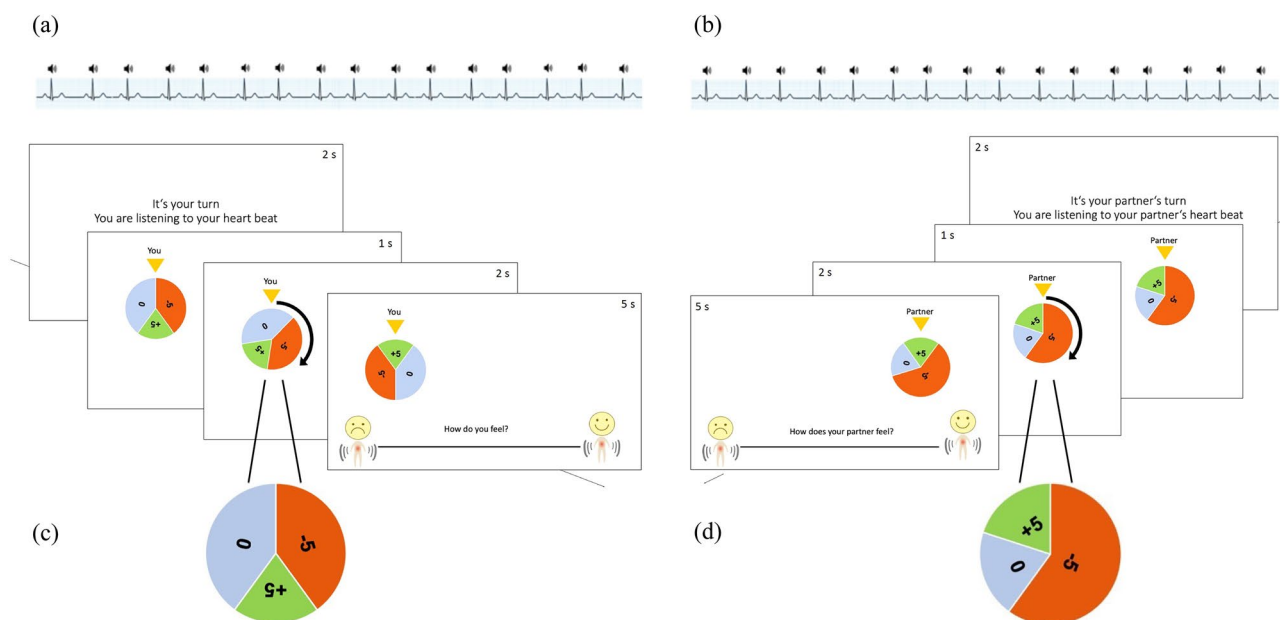 (a)
2 s
It's your turn
You are listening to your heart beat
1 s
You
0
-5
+5
2 s
You
0
-5
+5
5 s
You
+5
-5
0
How do you feel?
(c)
0
-5
+5
(b)
2 s
It's your partner's turn
You are listening to your partner's heart beat
1 s
Partner
+5
0
-5
2 s
Partner
+5
0
-5
5 s
Partner
+5
0
-5
How does your partner feel?
(d)
+5
0
-5